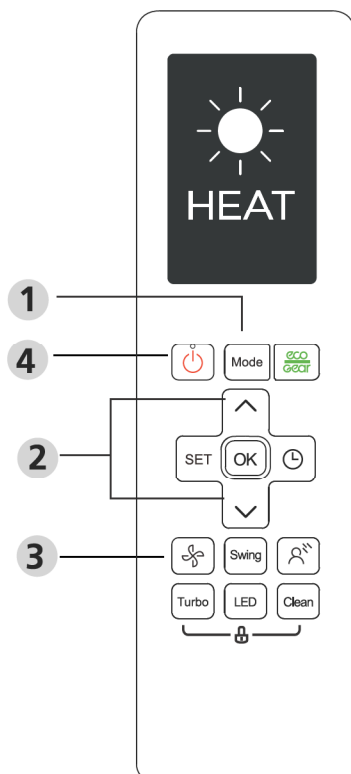 HEAT
1
4
Mode
eco
Gear
2
SET
OK
3
Swing
Turbo
LED
Clean